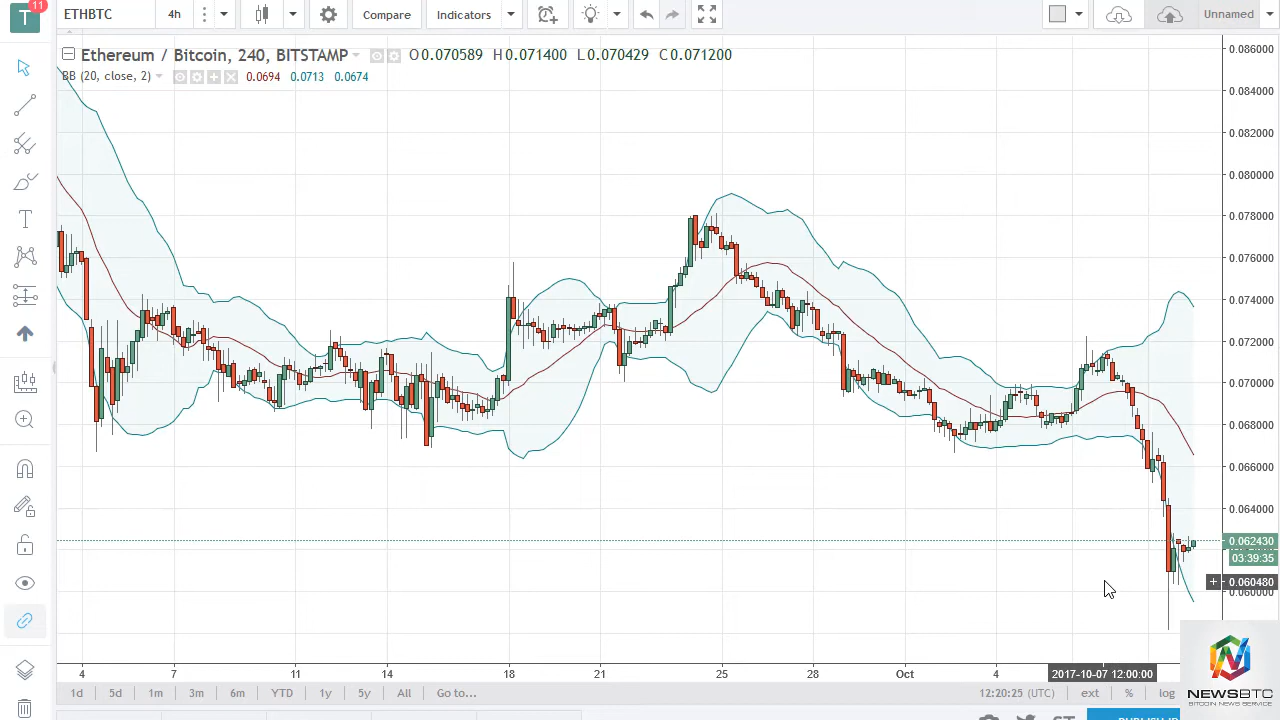 T 11 ETHBTC 4h Compare Indicators Unnamed
Ethereum / Bitcoin, 240, BITSTAMP O0.070589 H0.071400 L0.070429 C0.071200
BB (20, close, 2) 0.0694 0.0713 0.0674
0.086000
0.084000
0.082000
0.080000
0.078000
0.076000
0.074000
0.072000
0.070000
0.068000
0.066000
0.064000
0.062430
03:39:35
0.060480
0.060000
4 7 11 14 18 21 25 28 Oct 4 2017-10-07 12:00:00
1d 5d 1m 3m 6m YTD 1y 5y All Go to... 12:20:25 (UTC) ext % log
NEWSBTC
BITCOIN NEWS SERVICE